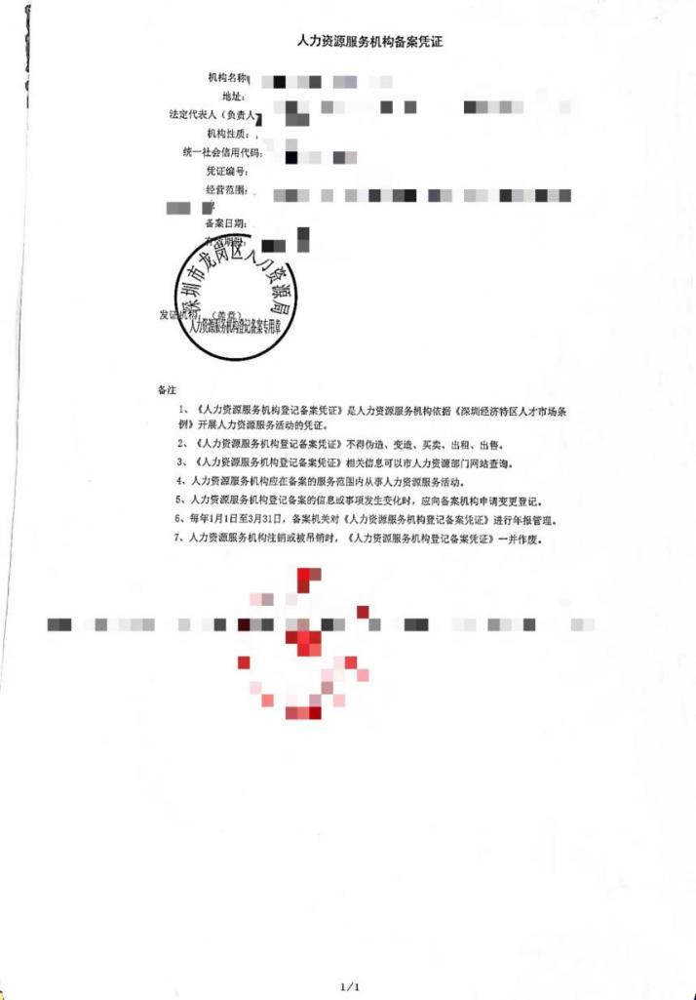 人力资源服务机构备案凭证
机构名称
地址：
法定代表人（负责人
机构性质：
统一社会信用代码：
凭证编号：
经营范围：
备案日期：
有效期限：
深圳市龙岗区人力资源局
发证机构：（盖章）
人力资源服务机构登记备案专用章
备注
1、《人力资源服务机构登记备案凭证》是人力资源服务机构依据《深圳经济特区人才市场条
例》开展人力资源服务活动的凭证。
2、《人力资源服务机构登记备案凭证》不得伪造、变造、买卖、出租、出售。
3、《人力资源服务机构登记备案凭证》相关信息可以市人力资源部门网站查询。
4、人力资源服务机构应在备案的服务范围内从事人力资源服务活动。
5、人力资源服务机构登记备案的信息或事项发生变化时，应向备案机构申请变更登记。
6、每年1月1日至3月31日，备案机关对《人力资源服务机构登记备案凭证》进行年报管理。
7、人力资源服务机构注销或被吊销时，《人力资源服务机构登记备案凭证》一并作废。
1/1